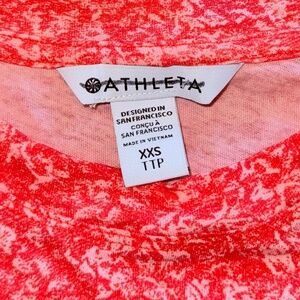 ATHLETA
DESIGNED IN
SAN FRANCISCO
CONÇU À
SAN FRANCISCO
MADE IN VIETNAM
XXS
TTP